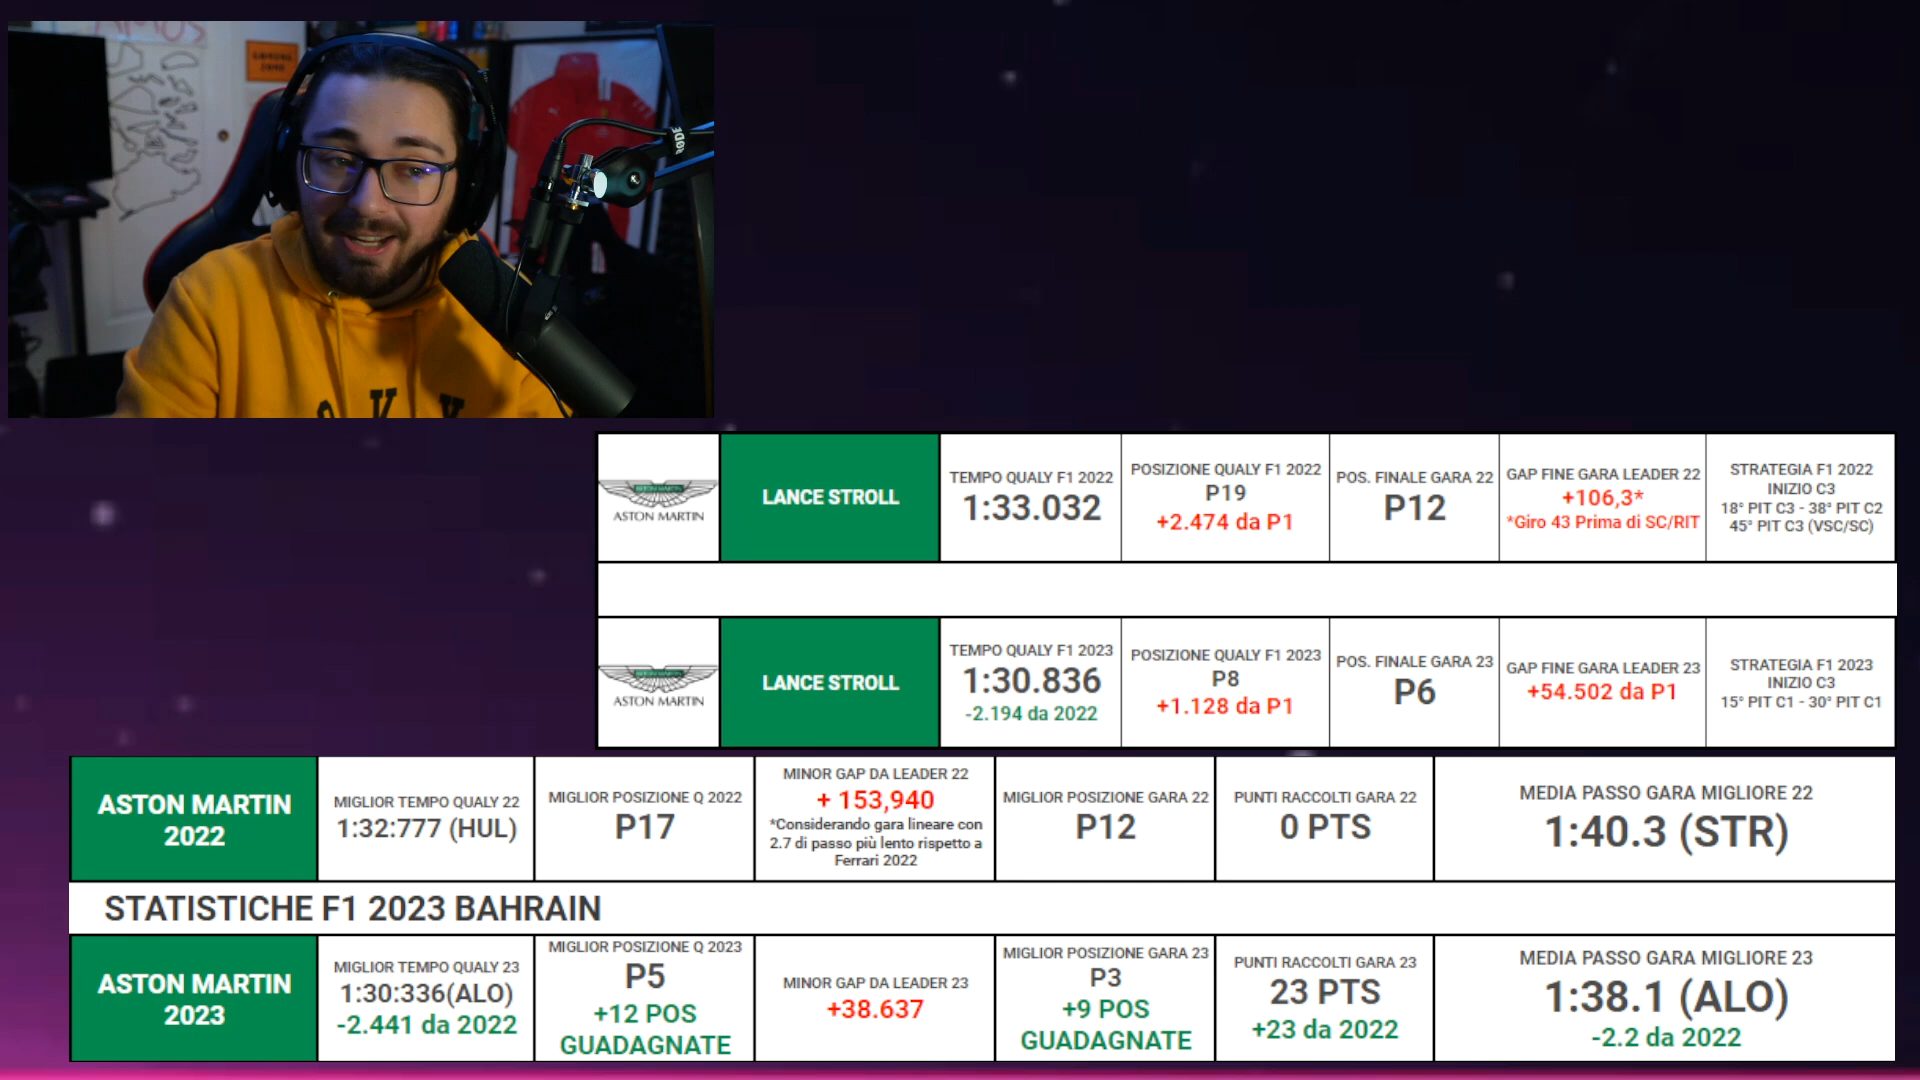 RØDE
ASTON MARTIN
LANCE STROLL
TEMPO QUALY F1 2022
1:33.032
POSIZIONE QUALY F1 2022
P19
+2.474 da P1
POS. FINALE GARA 22
P12
GAP FINE GARA LEADER 22
+106,3*
*Giro 43 Prima di SC/RIT
STRATEGIA F1 2022
INIZIO C3
18° PIT C3 - 38° PIT C2
45° PIT C3 (VSC/SC)
ASTON MARTIN
LANCE STROLL
TEMPO QUALY F1 2023
1:30.836
-2.194 da 2022
POSIZIONE QUALY F1 2023
P8
+1.128 da P1
POS. FINALE GARA 23
P6
GAP FINE GARA LEADER 23
+54.502 da P1
STRATEGIA F1 2023
INIZIO C3
15° PIT C1 - 30° PIT C1
ASTON MARTIN
2022
MIGLIOR TEMPO QUALY 22
1:32:777 (HUL)
MIGLIOR POSIZIONE Q 2022
P17
MINOR GAP DA LEADER 22
+ 153,940
*Considerando gara lineare con
2.7 di passo più lento rispetto a
Ferrari 2022
MIGLIOR POSIZIONE GARA 22
P12
PUNTI RACCOLTI GARA 22
0 PTS
MEDIA PASSO GARA MIGLIORE 22
1:40.3 (STR)
STATISTICHE F1 2023 BAHRAIN
ASTON MARTIN
2023
MIGLIOR TEMPO QUALY 23
1:30:336(ALO)
-2.441 da 2022
MIGLIOR POSIZIONE Q 2023
P5
+12 POS
GUADAGNATE
MINOR GAP DA LEADER 23
+38.637
MIGLIOR POSIZIONE GARA 23
P3
+9 POS
GUADAGNATE
PUNTI RACCOLTI GARA 23
23 PTS
+23 da 2022
MEDIA PASSO GARA MIGLIORE 23
1:38.1 (ALO)
-2.2 da 2022